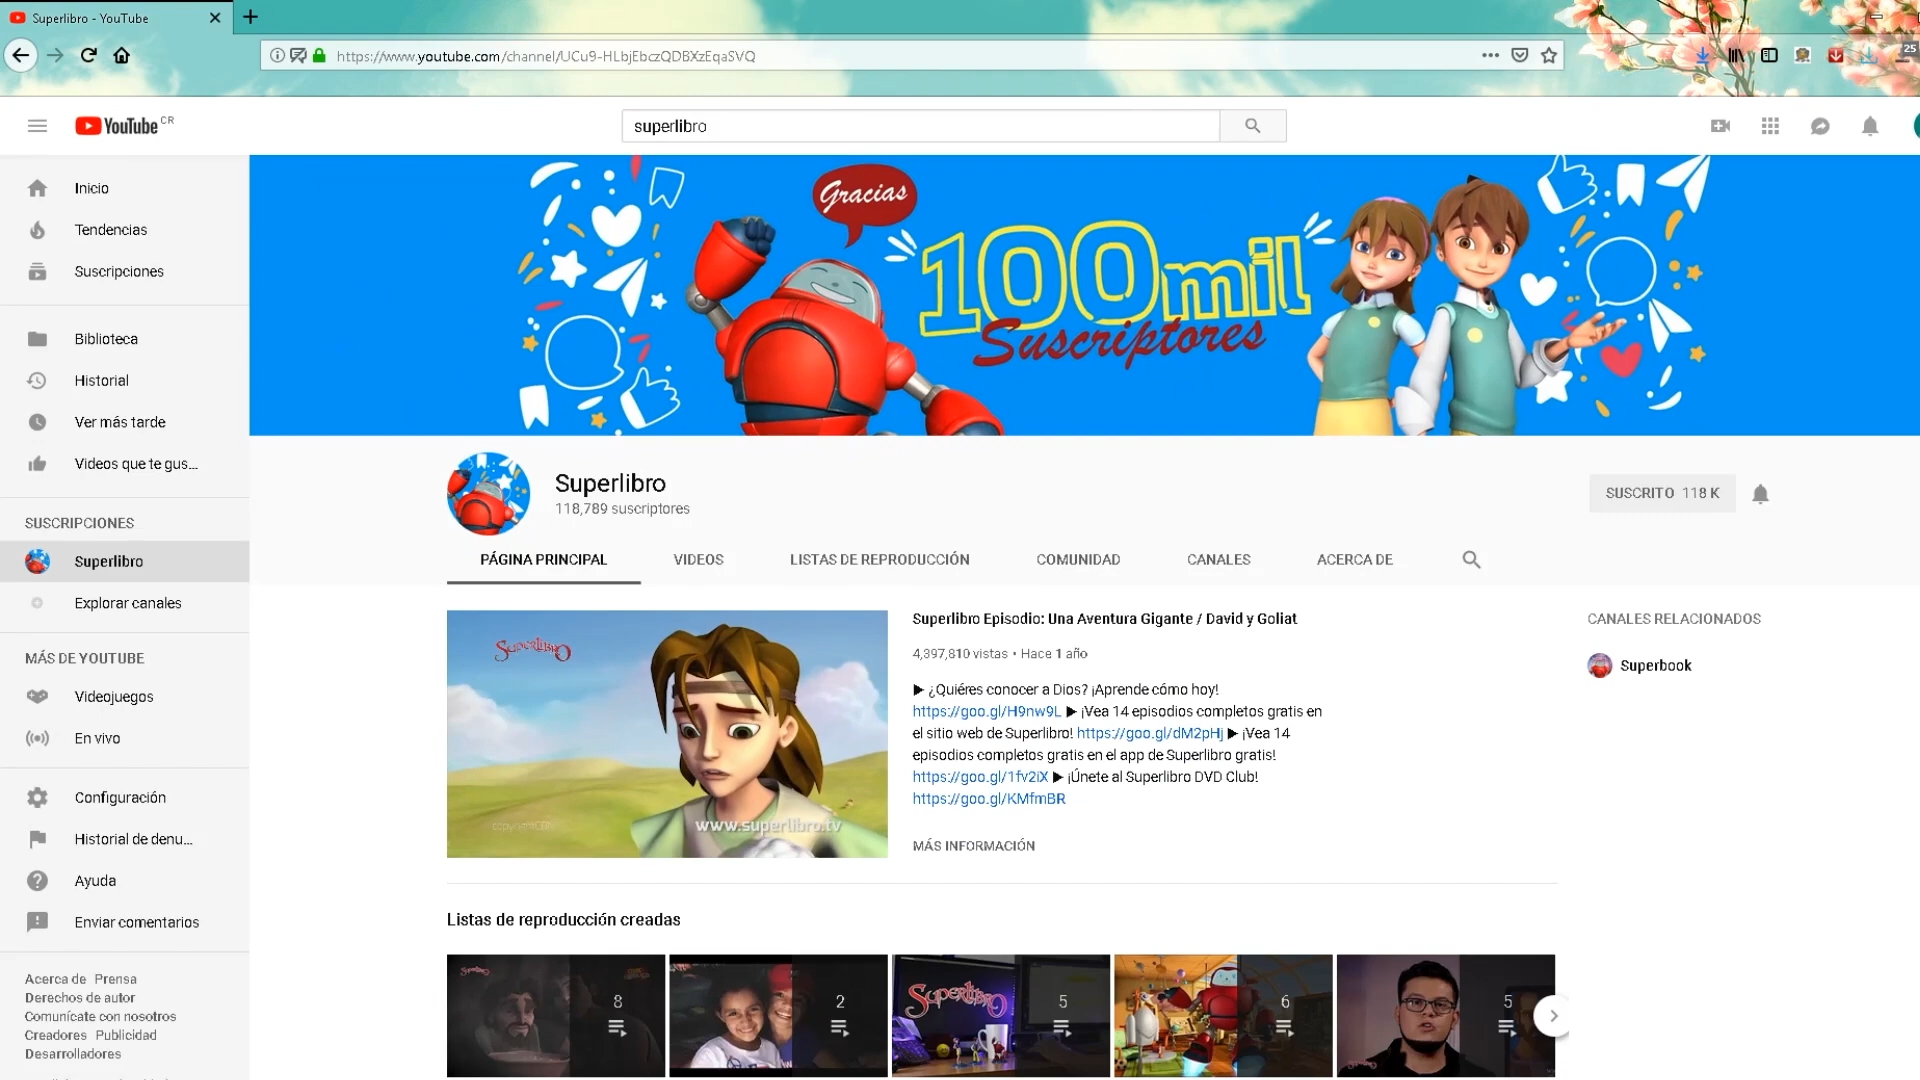 Superlibro - YouTube
https://www.youtube.com/channel/UCu9-HLbjEbczQDBXzEqaSVQ
25
YouTube CR
superlibro
Inicio
Tendencias
Suscripciones
Biblioteca
Historial
Ver más tarde
Videos que te gus...
SUSCRIPCIONES
Superlibro
Explorar canales
MÁS DE YOUTUBE
Videojuegos
En vivo
Configuración
Historial de denu...
Ayuda
Enviar comentarios
Acerca de Prensa
Derechos de autor
Comunícate con nosotros
Creadores Publicidad
Desarrolladores
Gracias
100mil
Suscriptores
Superlibro
118,789 suscriptores
SUSCRITO 118 K
PÁGINA PRINCIPAL VIDEOS LISTAS DE REPRODUCCIÓN COMUNIDAD CANALES ACERCA DE
SUPERLIBRO
www.superlibro.tv
Superlibro Episodio: Una Aventura Gigante / David y Goliat
4,397,810 vistas • Hace 1 año
▶ ¿Quiéres conocer a Dios? ¡Aprende cómo hoy!
https://goo.gl/H9nw9L ▶ ¡Vea 14 episodios completos gratis en
el sitio web de Superlibro! https://goo.gl/dM2pHj ▶ ¡Vea 14
episodios completos gratis en el app de Superlibro gratis!
https://goo.gl/1fv2iX ▶ ¡Únete al Superlibro DVD Club!
https://goo.gl/KMfmBR
MÁS INFORMACIÓN
CANALES RELACIONADOS
Superbook
Listas de reproducción creadas
8
2
SUPERLIBRO
5
6
5